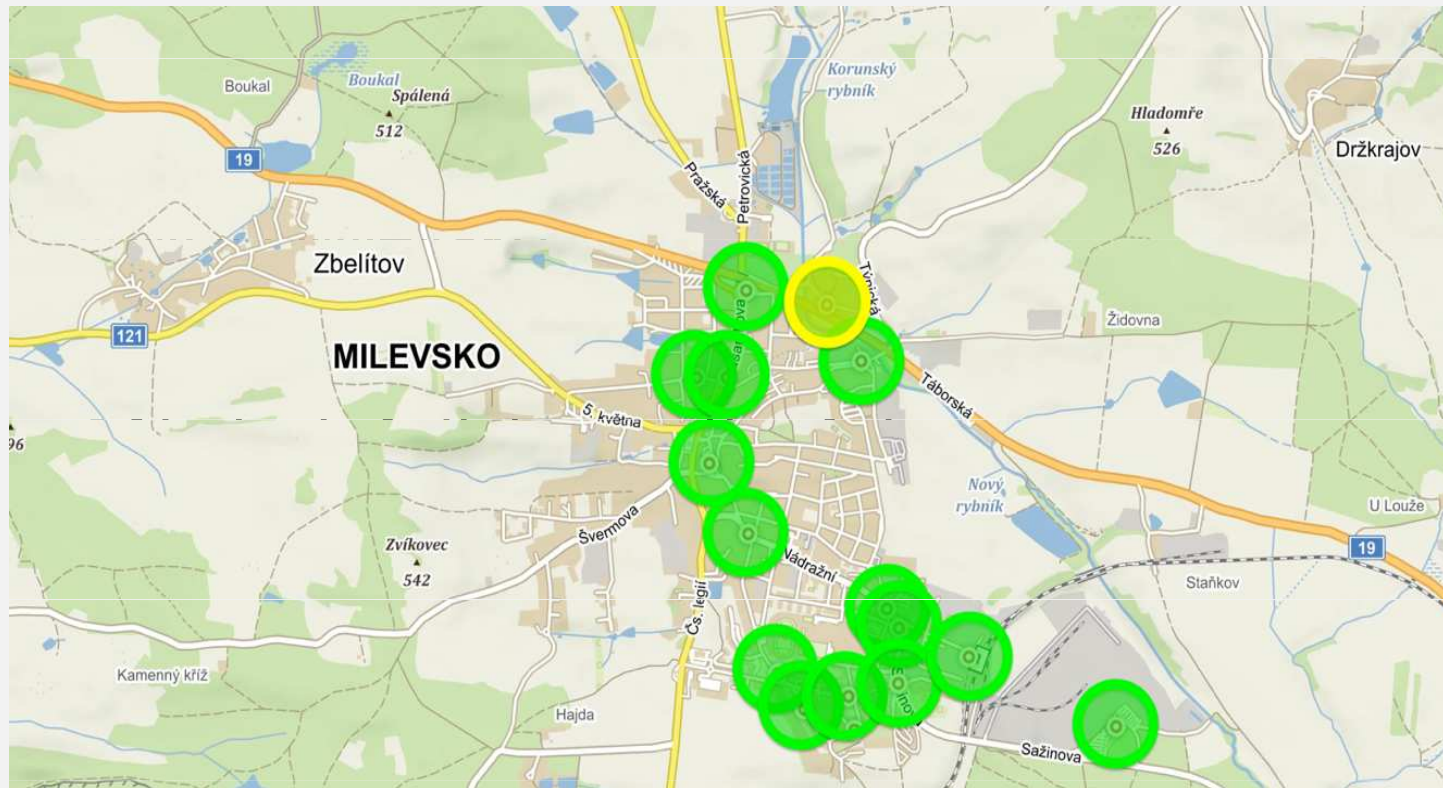 Boukal
Boukal
Spálená
512
Korunský
rybník
Hladomře
526
Držkrajov
19
Pražská
Petrovická
Zbelítov
Týnická
Židovna
121
MILEVSKO
Táborská
5. května
96
Nový
rybník
U Louže
Švermova
Zvíkovec
542
Nádražní
19
Staňkov
Čs. legií
Kamenný kříž
Hajda
Sažinova